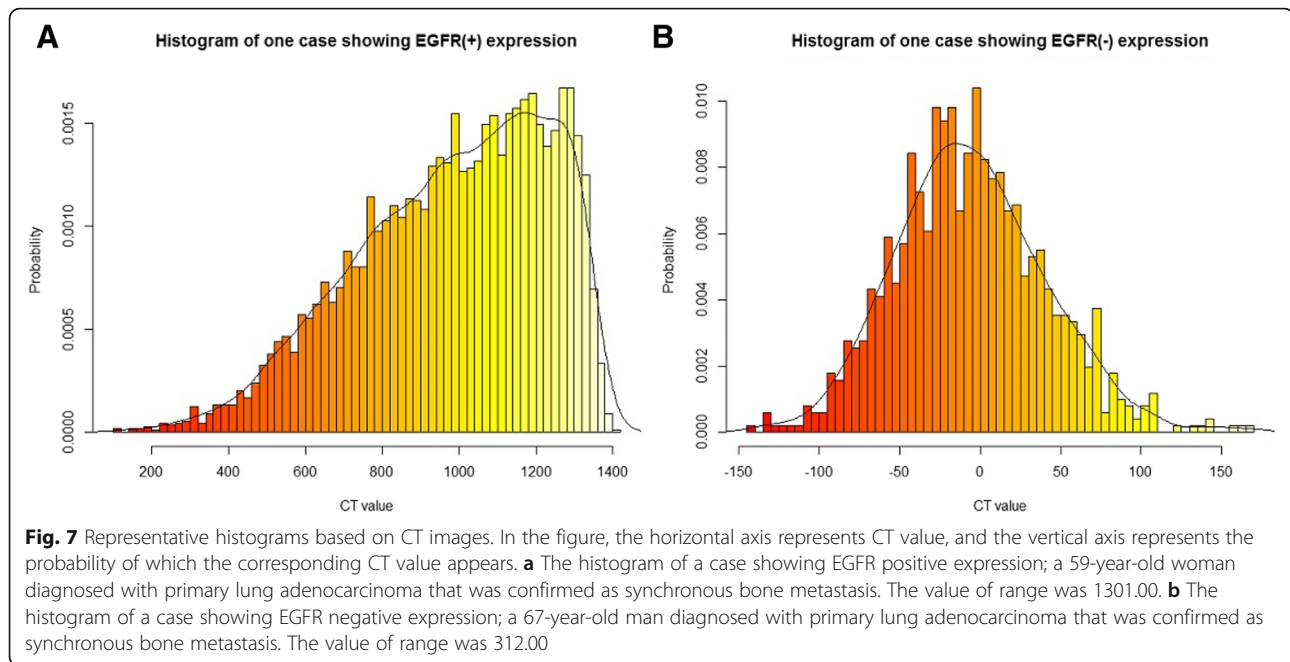 A
Histogram of one case showing EGFR(+) expression
Probability
0.0000
0.0005
0.0010
0.0015
200
400
600
800
1000
1200
1400
CT value
B
Histogram of one case showing EGFR(-) expression
Probability
0.000
0.002
0.004
0.006
0.008
0.010
-150
-100
-50
0
50
100
150
CT value
Fig. 7 Representative histograms based on CT images. In the figure, the horizontal axis represents CT value, and the vertical axis represents the
probability of which the corresponding CT value appears. a The histogram of a case showing EGFR positive expression; a 59-year-old woman
diagnosed with primary lung adenocarcinoma that was confirmed as synchronous bone metastasis. The value of range was 1301.00. b The
histogram of a case showing EGFR negative expression; a 67-year-old man diagnosed with primary lung adenocarcinoma that was confirmed as
synchronous bone metastasis. The value of range was 312.00